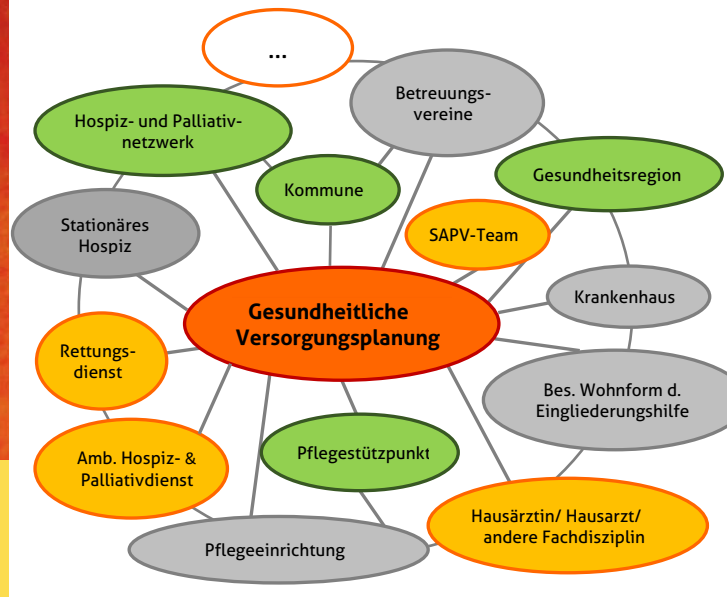 ...
Betreuungs-
vereine
Hospiz- und Palliativ-
netzwerk
Kommune
Gesundheitsregion
Stationäres
Hospiz
SAPV-Team
Krankenhaus
Gesundheitliche
Versorgungsplanung
Rettungs-
dienst
Bes. Wohnform d.
Eingliederungshilfe
Amb. Hospiz- &
Palliativdienst
Pflegestützpunkt
Hausärztin/ Hausarzt/
andere Fachdisziplin
Pflegeeinrichtung